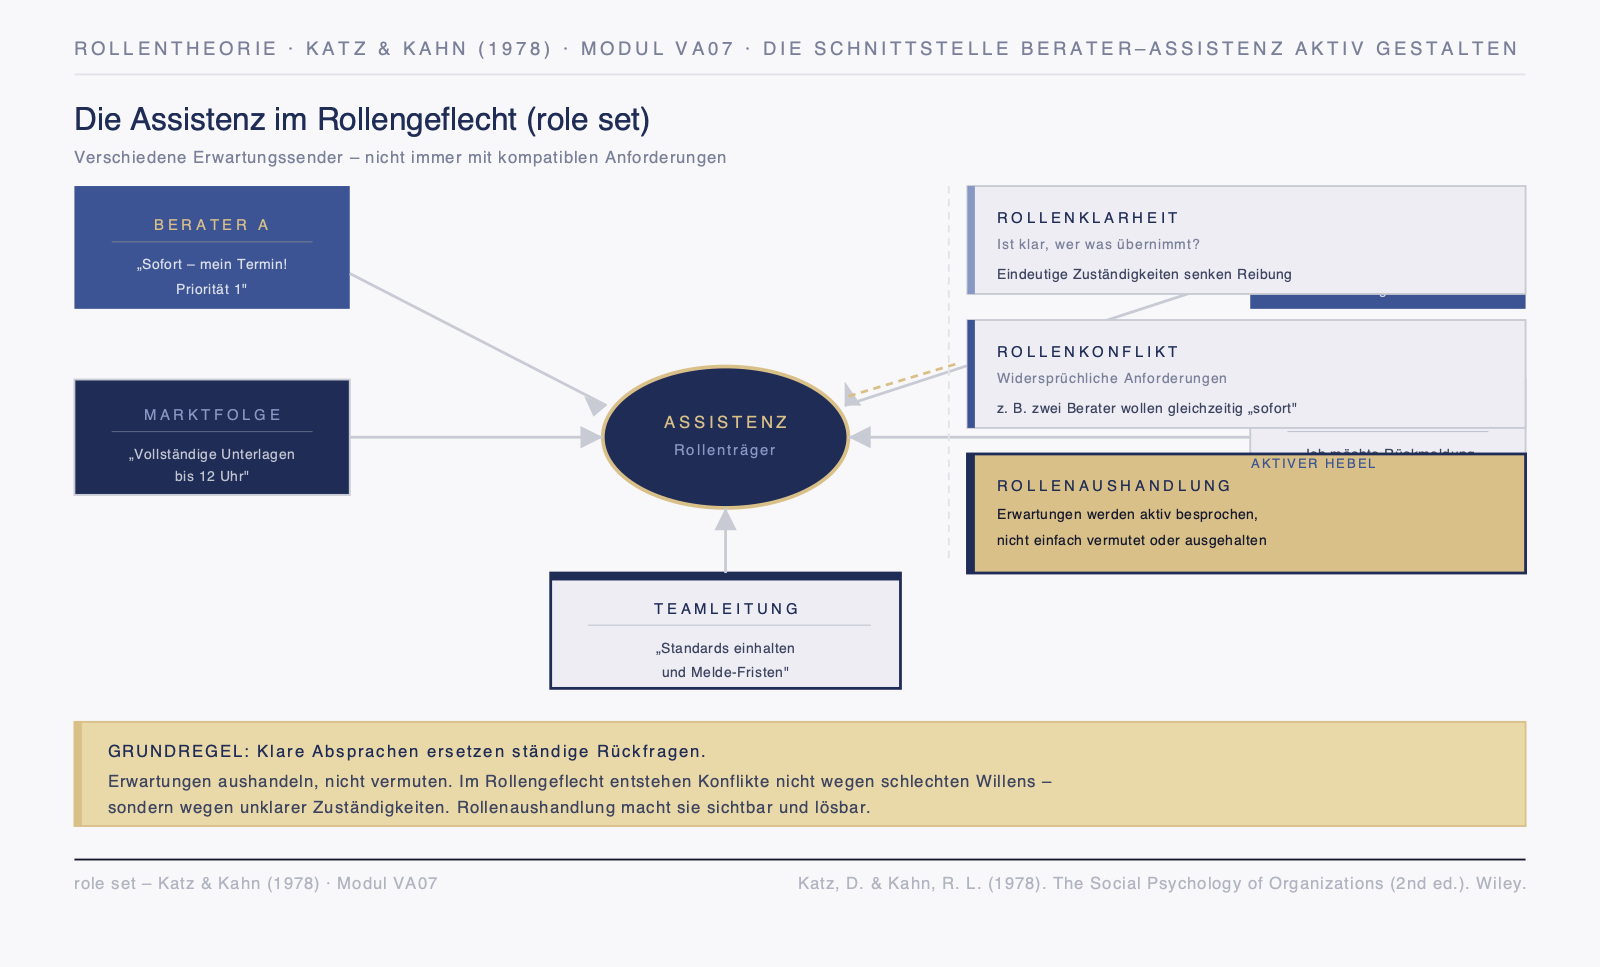 ROLLENTHEORIE · KATZ & KAHN (1978) · MODUL VA07 · DIE SCHNITTSTELLE BERATER–ASSISTENZ AKTIV GESTALTEN
Die Assistenz im Rollengeflecht (role set)
Verschiedene Erwartungssender – nicht immer mit kompatiblen Anforderungen
BERATER A
„Sofort – mein Termin!
Priorität 1"
MARKTFOLGE
„Vollständige Unterlagen
bis 12 Uhr"
ASSISTENZ
Rollenträger
TEAMLEITUNG
„Standards einhalten
und Melde-Fristen"
ROLLENKLARHEIT
Ist klar, wer was übernimmt?
Eindeutige Zuständigkeiten senken Reibung
ROLLENKONFLIKT
Widersprüchliche Anforderungen
z. B. zwei Berater wollen gleichzeitig „sofort"
AKTIVER HEBEL
ROLLENAUSHANDLUNG
Erwartungen werden aktiv besprochen,
nicht einfach vermutet oder ausgehalten
GRUNDREGEL: Klare Absprachen ersetzen ständige Rückfragen.
Erwartungen aushandeln, nicht vermuten. Im Rollengeflecht entstehen Konflikte nicht wegen schlechten Willens –
sondern wegen unklarer Zuständigkeiten. Rollenaushandlung macht sie sichtbar und lösbar.
role set – Katz & Kahn (1978) · Modul VA07
Katz, D. & Kahn, R. L. (1978). The Social Psychology of Organizations (2nd ed.). Wiley.